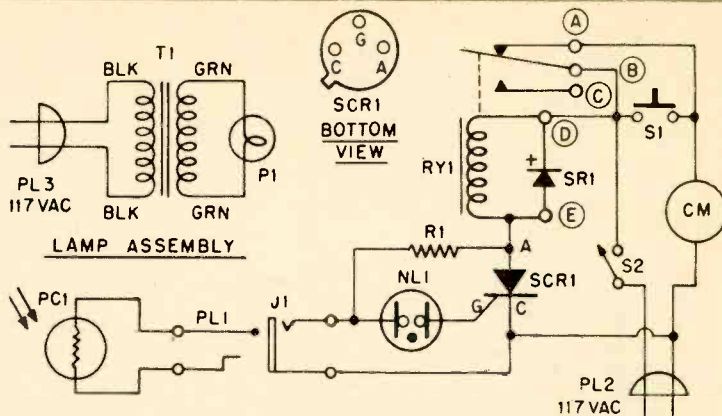 T1
BLK
GRN
PL3
117 VAC
P1
BLK
GRN
LAMP ASSEMBLY
G
C
A
SCR1
BOTTOM
VIEW
A
B
C
D
S1
RY1
+
SR1
E
CM
R1
A
NL1
SCR1
G
C
S2
PC1
PL1
J1
PL2
117 VAC